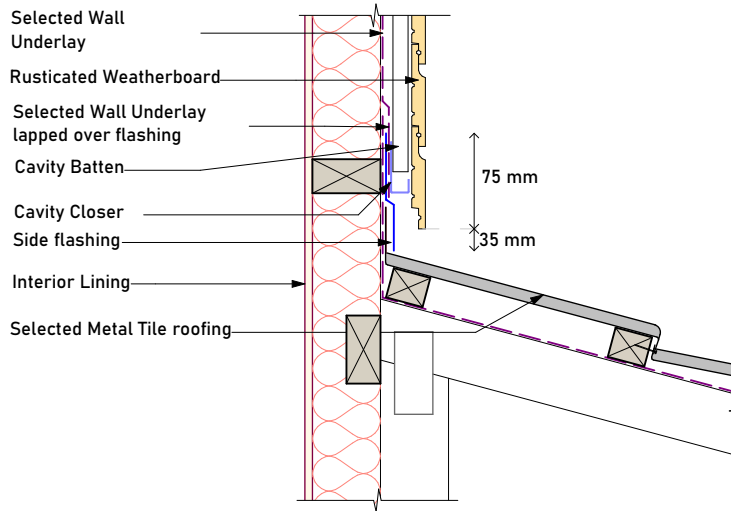 Selected Wall
Underlay
Rusticated Weatherboard
Selected Wall Underlay
lapped over flashing
Cavity Batten
75 mm
Cavity Closer
Side flashing
35 mm
Interior Lining
Selected Metal Tile roofing